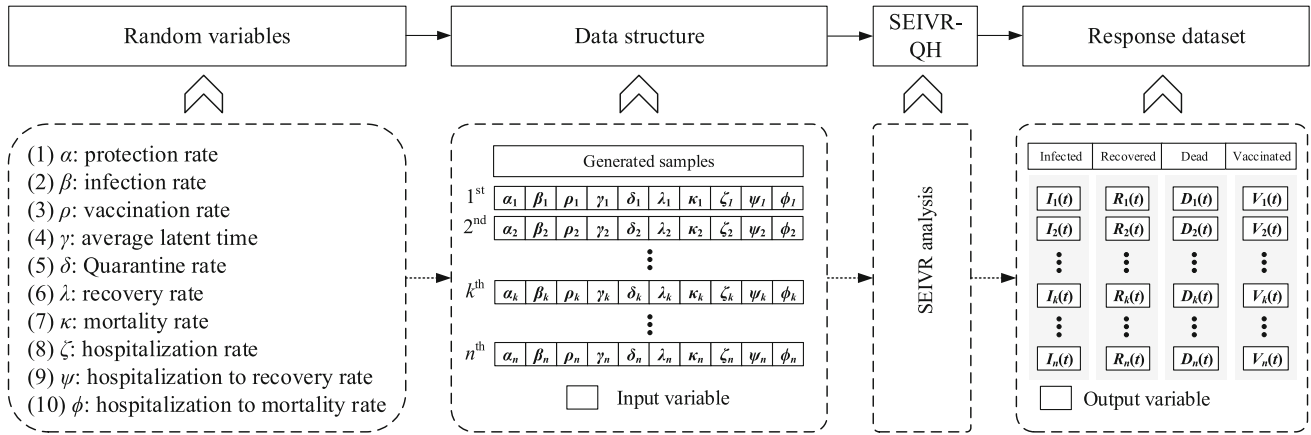 Random variables
Data structure
SEIVR-
QH
Response dataset
(1) α: protection rate
(2) β: infection rate
(3) ρ: vaccination rate
(4) γ: average latent time
(5) δ: Quarantine rate
(6) λ: recovery rate
(7) κ: mortality rate
(8) ζ: hospitalization rate
(9) ψ: hospitalization to recovery rate
(10) ϕ: hospitalization to mortality rate
Generated samples
1st α1 β1 ρ1 γ1 δ1 λ1 κ1 ζ1 ψ1 ϕ1
2nd α2 β2 ρ2 γ2 δ2 λ2 κ2 ζ2 ψ2 ϕ2
kth αk βk ρk γk δk λk κk ζk ψk ϕk
nth αn βn ρn γn δn λn κn ζn ψn ϕn
Input variable
SEIVR analysis
Infected Recovered Dead Vaccinated
I1(t) R1(t) D1(t) V1(t)
I2(t) R2(t) D2(t) V2(t)
Ik(t) Rk(t) Dk(t) Vk(t)
In(t) Rn(t) Dn(t) Vn(t)
Output variable